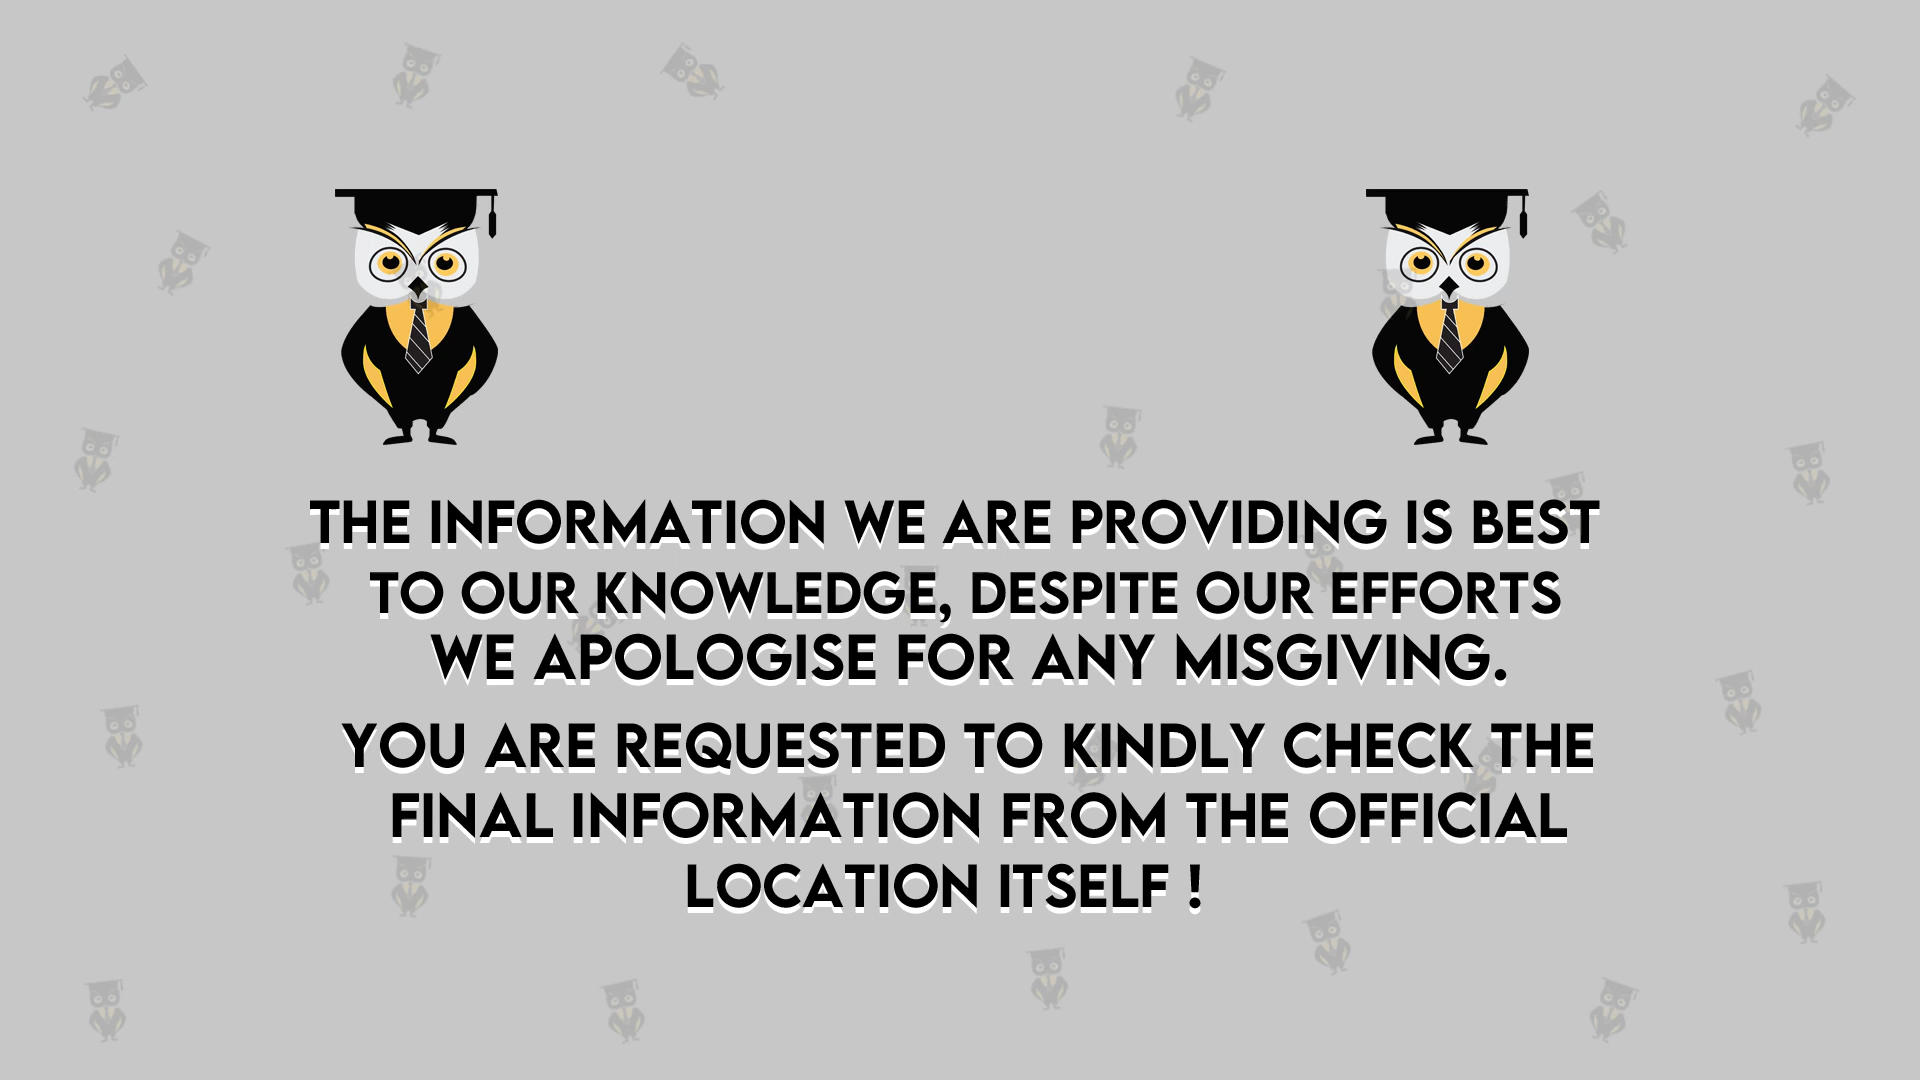 THE INFORMATION WE ARE PROVIDING IS BEST
TO OUR KNOWLEDGE, DESPITE OUR EFFORTS
WE APOLOGISE FOR ANY MISGIVING.
YOU ARE REQUESTED TO KINDLY CHECK THE
FINAL INFORMATION FROM THE OFFICIAL
LOCATION ITSELF !